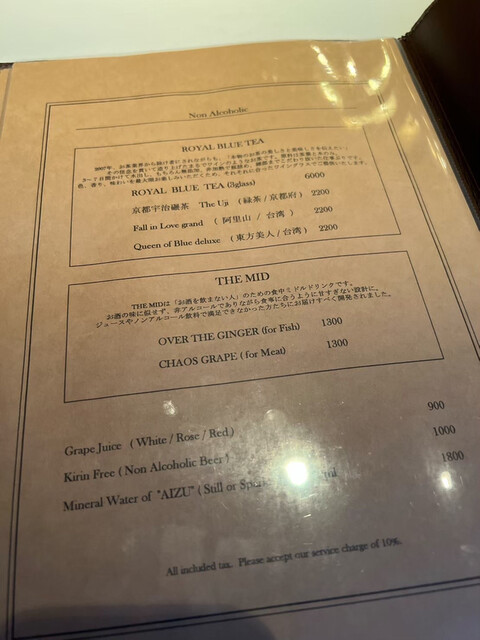 Non Alcoholic
ROYAL BLUE TEA
ROYAL BLUE TEA (3glass) 6000
京都宇治碾茶 The Uji (緑茶/京都府) 2200
Fall in Love grand (阿里山/台湾) 2200
Queen of Blue deluxe (東方美人/台湾) 2200
THE MID
THE MIDは「お酒を飲まない人」のための食中ミドルドリンクです。
お酒の味に似せず、非アルコールでありながら食事に合うように甘すぎない設計に。
ジュースやノンアルコール飲料で満足できなかった方たちにお届けすべく開発されました。
OVER THE GINGER (for Fish) 1300
CHAOS GRAPE (for Meat) 1300
Grape Juice (White / Rose / Red) 900
Kirin Free (Non Alcoholic Beer) 1000
Mineral Water of "AIZU" (Still or 1800
All included tax. Please accept our service charge of 10%.